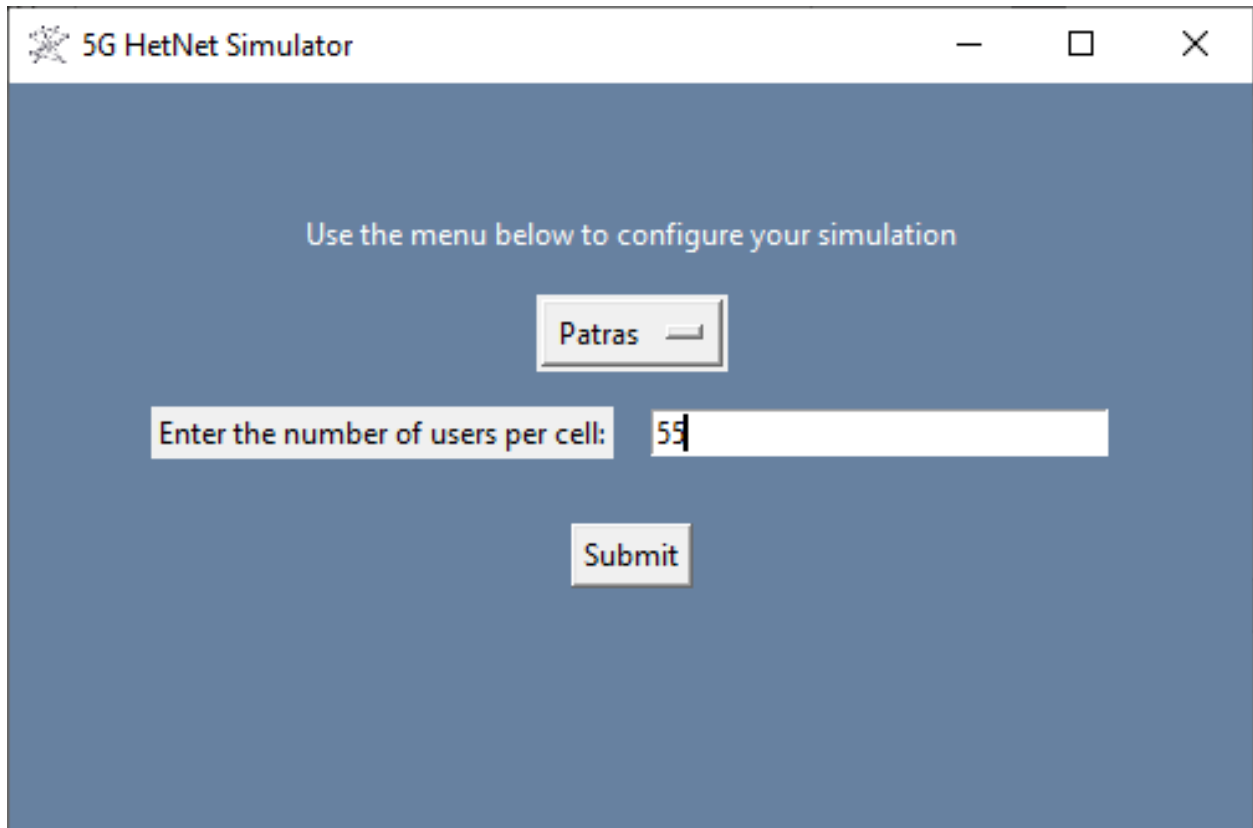 5G HetNet Simulator
Use the menu below to configure your simulation
Patras
Enter the number of users per cell: 55
Submit